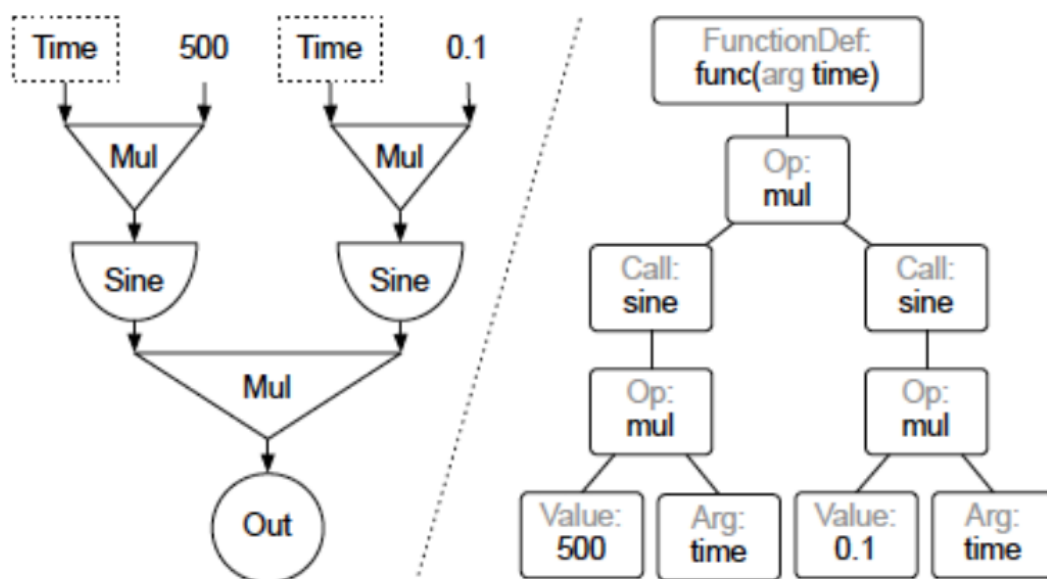 Time 500 Time 0.1
Mul Mul
Sine Sine
Mul
Out
FunctionDef:
func(arg time)
Op:
mul
Call:
sine
Call:
sine
Op:
mul
Op:
mul
Value:
500
Arg:
time
Value:
0.1
Arg:
time